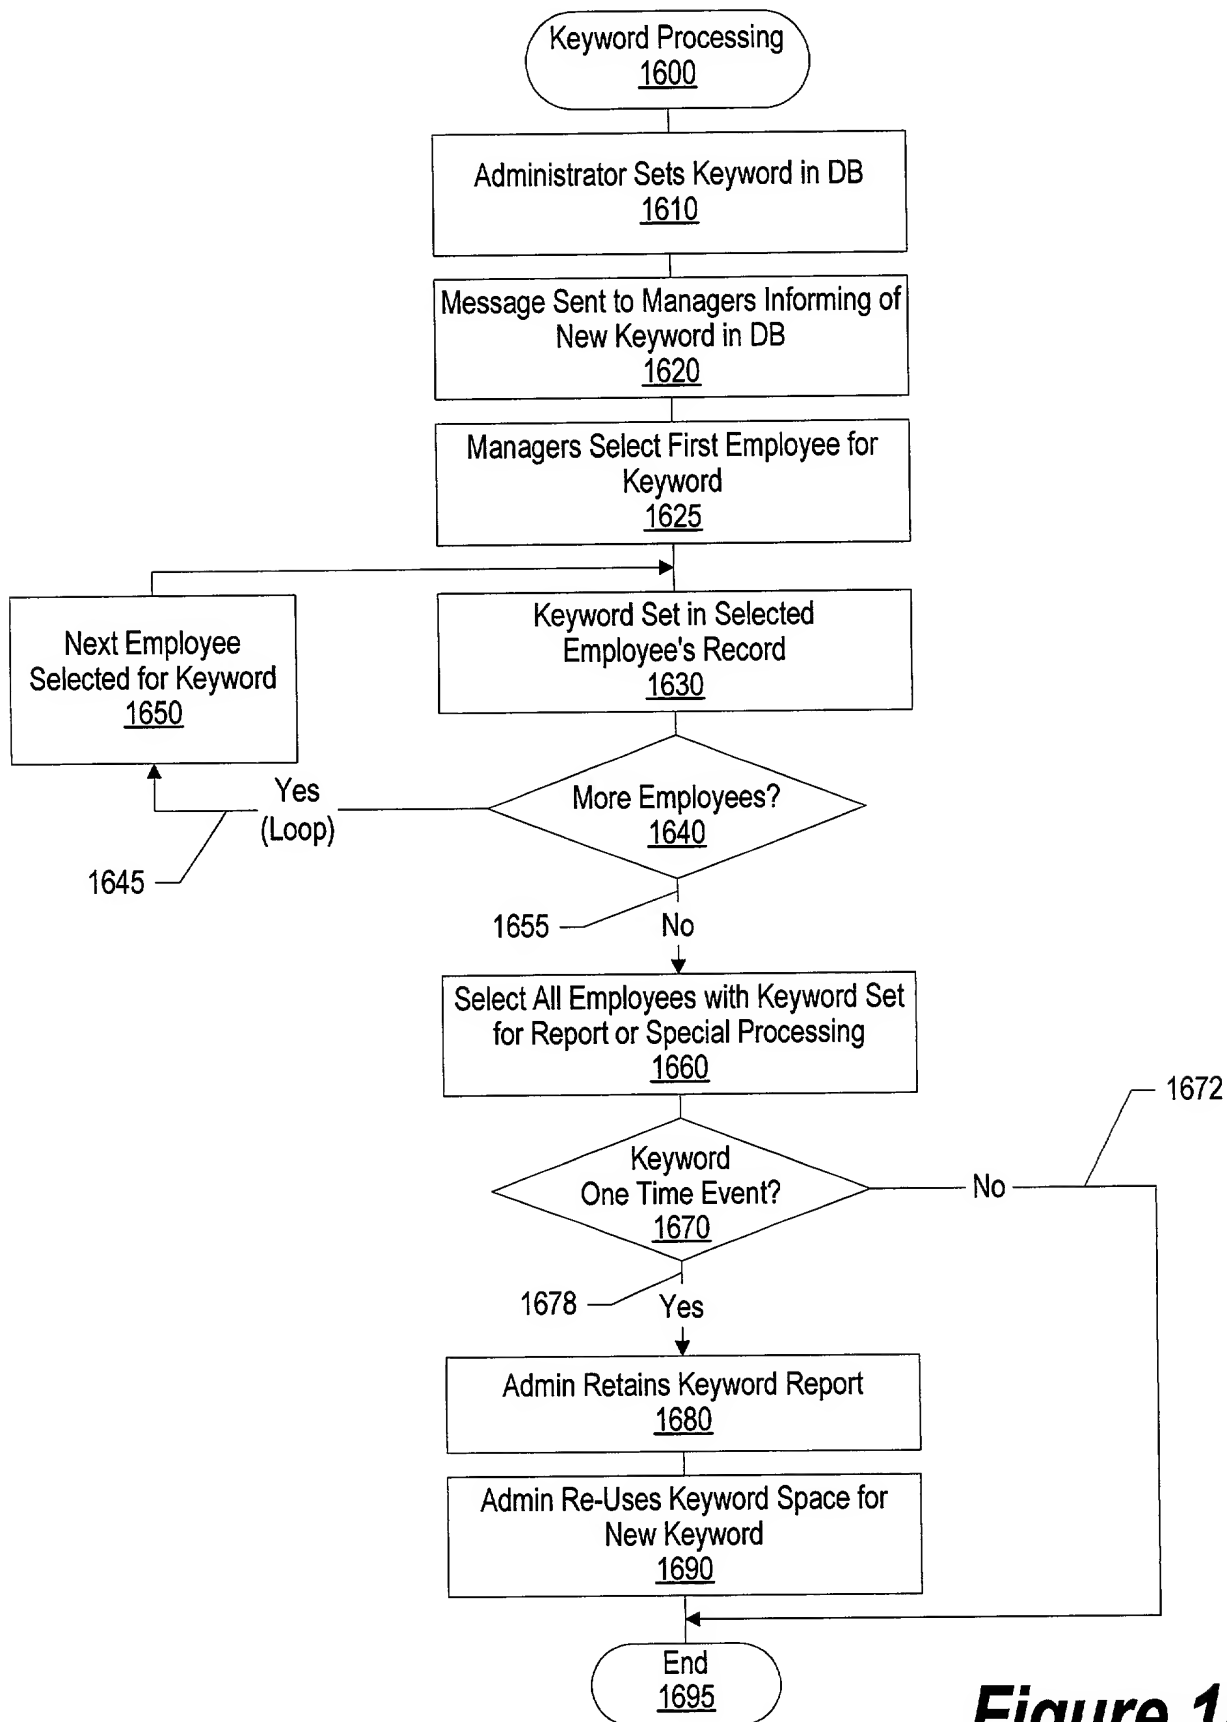 Keyword Processing
1600
Administrator Sets Keyword in DB
1610
Message Sent to Managers Informing of
New Keyword in DB
1620
Managers Select First Employee for
Keyword
1625
Keyword Set in Selected
Employee's Record
1630
Next Employee
Selected for Keyword
1650
More Employees?
1640
Yes
(Loop)
1645
1655
No
Select All Employees with Keyword Set
for Report or Special Processing
1660
1672
Keyword
One Time Event?
1670
No
1678
Yes
Admin Retains Keyword Report
1680
Admin Re-Uses Keyword Space for
New Keyword
1690
End
1695
Figure